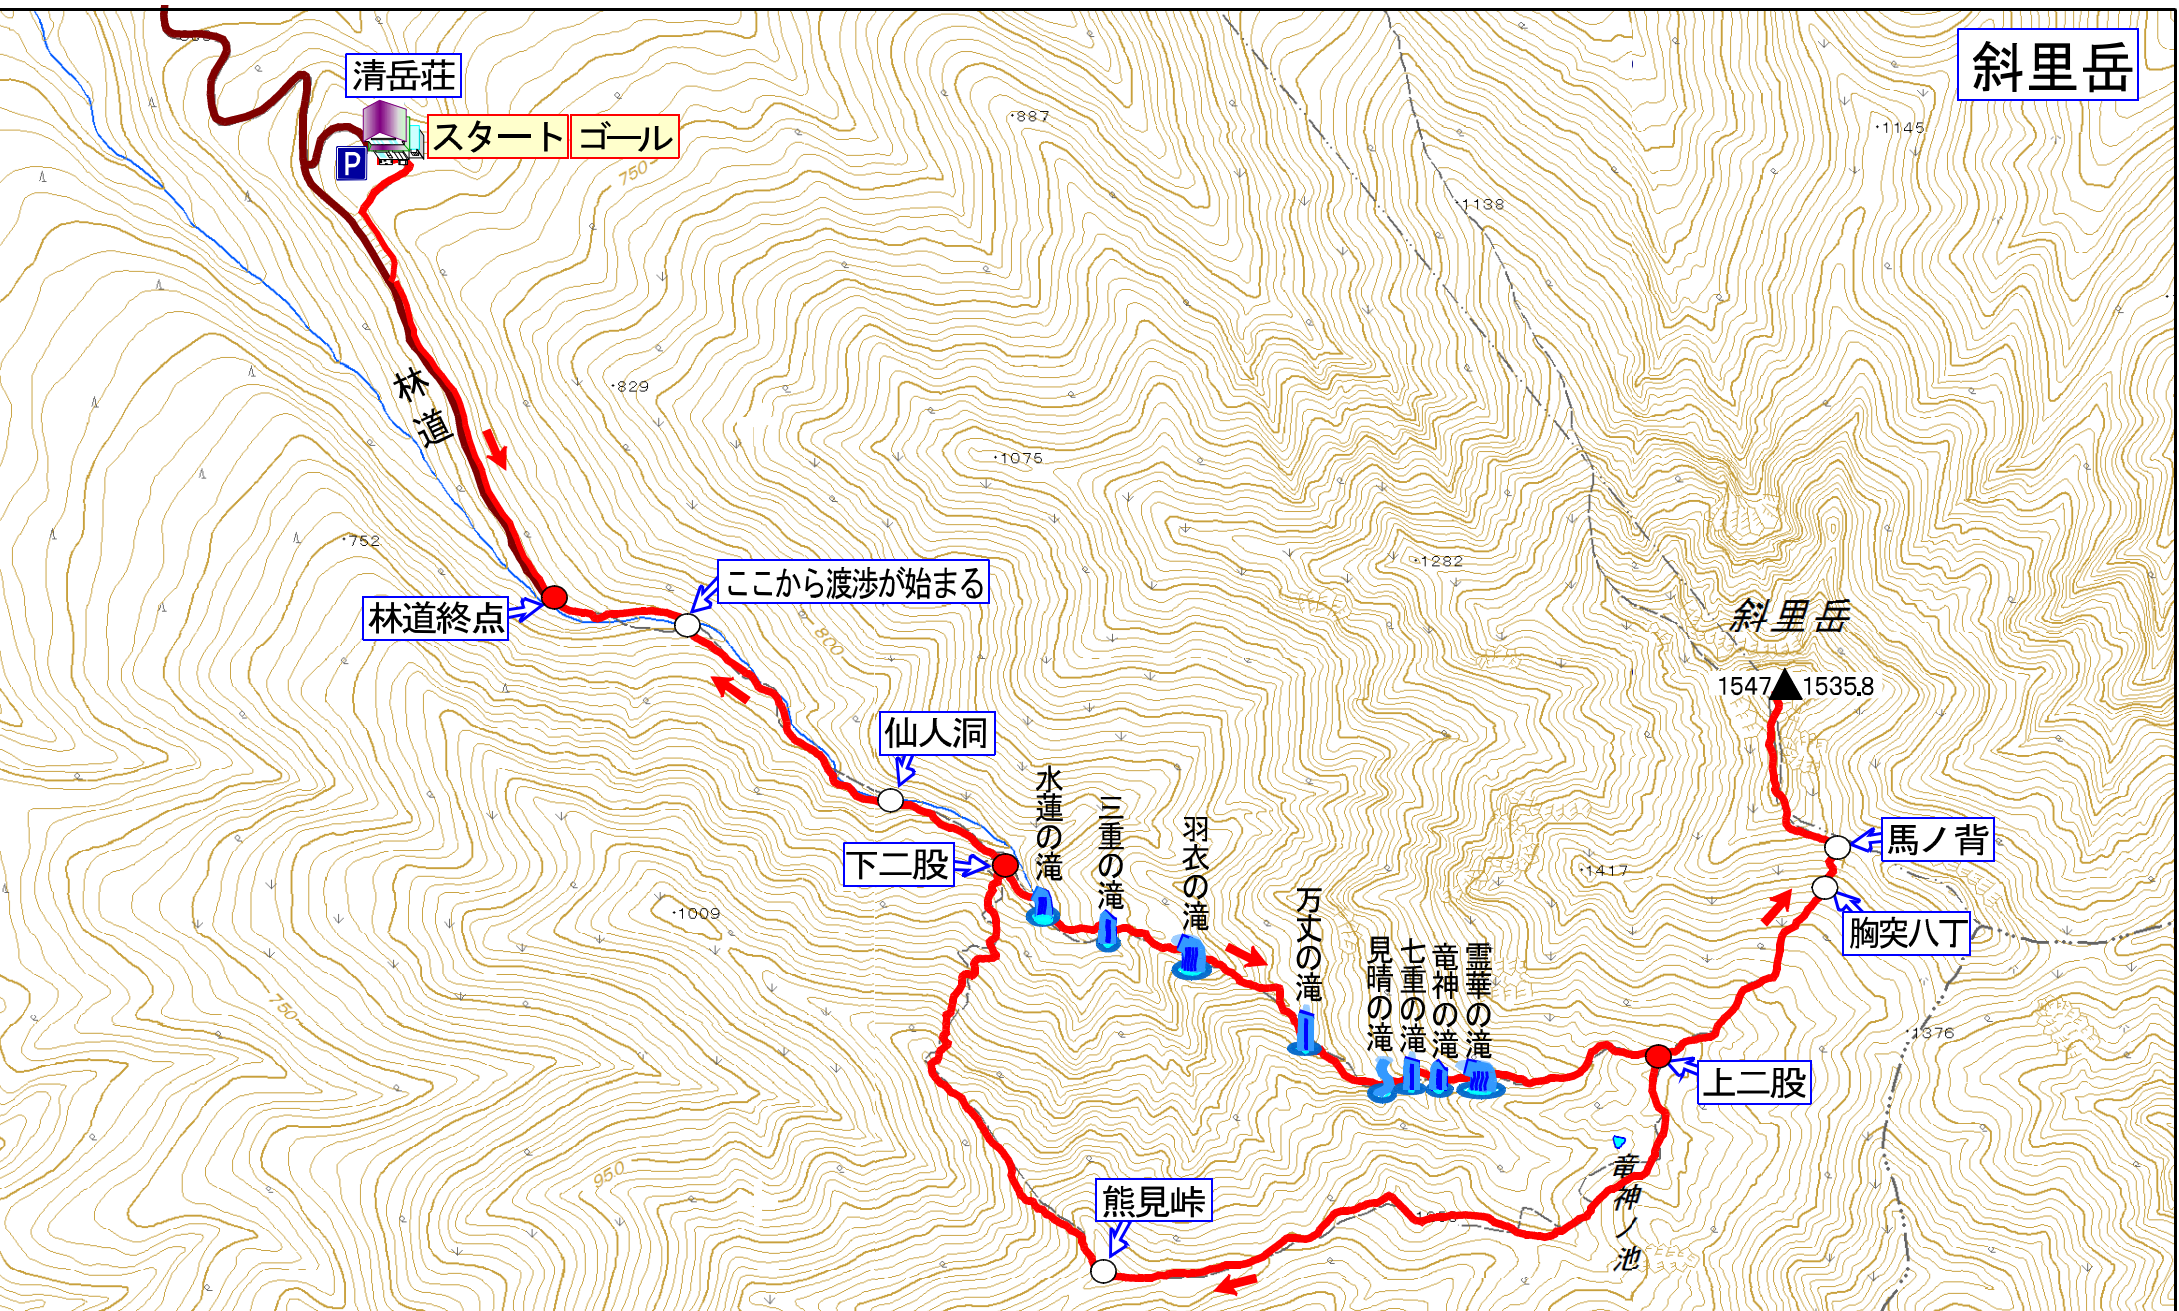 斜里岳
清岳荘
スタート
ゴール
P
887
1145
750
1138
829
林道
1075
752
1282
ここから渡渉が始まる
林道終点
800
斜里岳
1547
1535.8
仙人洞
水蓮の滝
三重の滝
羽衣の滝
馬ノ背
下二股
1417
万丈の滝
1009
胸突八丁
見晴の滝
七重の滝
竜神の滝
霊華の滝
750
1376
上二股
竜神ノ池
950
熊見峠